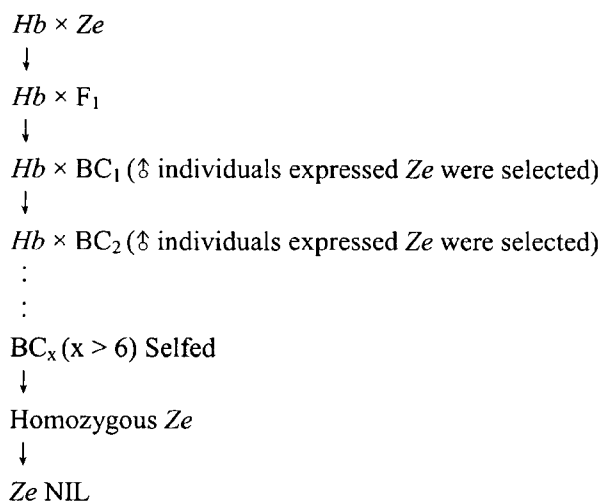 Hb × Ze
↓
Hb × F₁
↓
Hb × BC₁ (♂ individuals expressed Ze were selected)
↓
Hb × BC₂ (♂ individuals expressed Ze were selected)
:
:
BCₓ (x > 6) Selfed
↓
Homozygous Ze
↓
Ze NIL